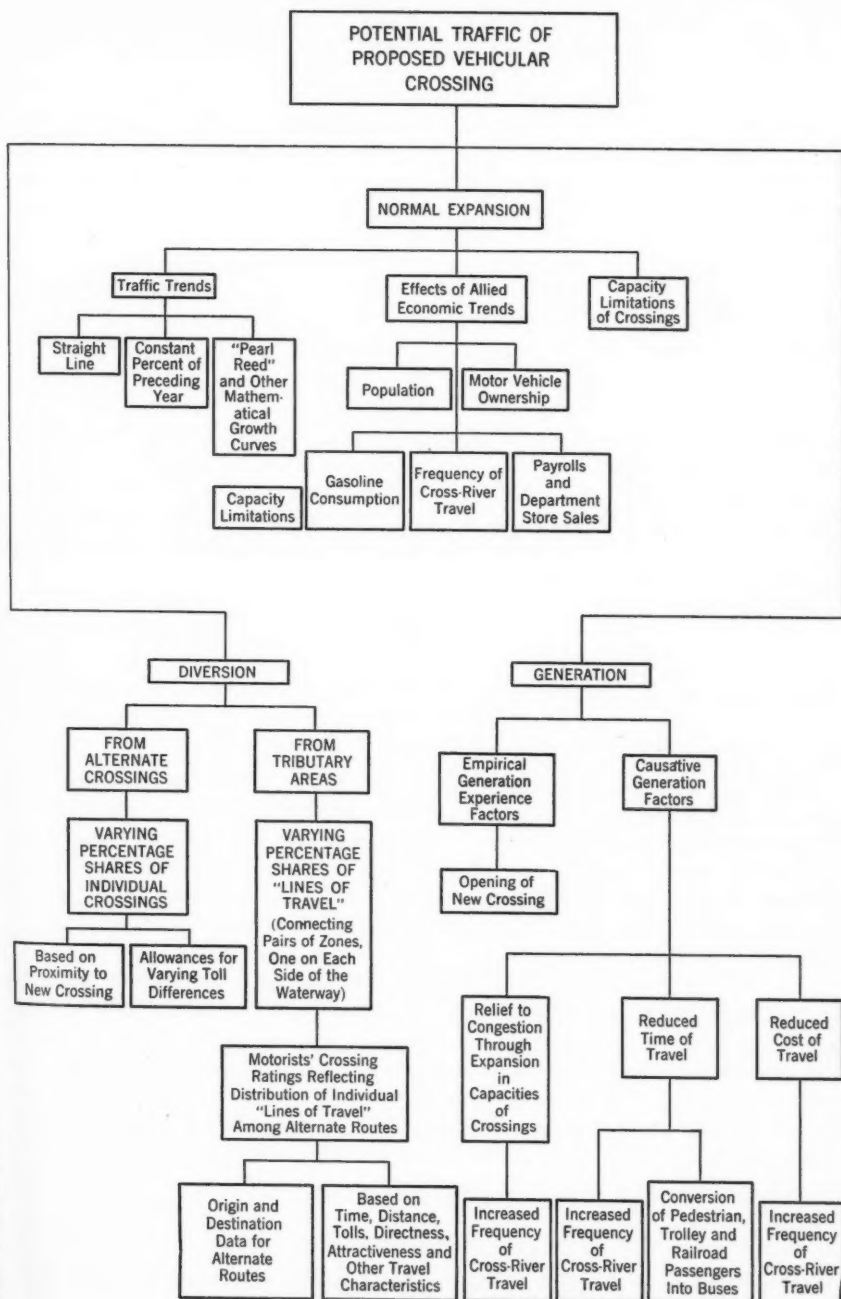 POTENTIAL TRAFFIC OF
PROPOSED VEHICULAR
CROSSING
NORMAL EXPANSION
Traffic Trends
Effects of Allied
Economic Trends
Capacity
Limitations
of Crossings
Straight
Line
Constant
Percent of
Preceding
Year
"Pearl
Reed"
and Other
Mathem-
atical
Growth
Curves
Population
Motor Vehicle
Ownership
Capacity
Limitations
Gasoline
Consumption
Frequency of
Cross-River
Travel
Payrolls
and
Department
Store Sales
DIVERSION
FROM
ALTERNATE
CROSSINGS
FROM
TRIBUTARY
AREAS
VARYING
PERCENTAGE
SHARES OF
INDIVIDUAL
CROSSINGS
VARYING
PERCENTAGE
SHARES OF
"LINES OF
TRAVEL"
(Connecting
Pairs of Zones,
One on Each
Side of the
Waterway)
Based on
Proximity to
New Crossing
Allowances for
Varying Toll
Differences
Motorists' Crossing
Ratings Reflecting
Distribution of Individual
"Lines of Travel"
Among Alternate Routes
Origin and
Destination
Data for
Alternate
Routes
Based on
Time, Distance,
Tolls, Directness,
Attractiveness and
Other Travel
Characteristics
GENERATION
Empirical
Generation
Experience
Factors
Causative
Generation
Factors
Opening of
New Crossing
Relief to
Congestion
Through
Expansion
in
Capacities
of
Crossings
Reduced
Time of
Travel
Reduced
Cost of
Travel
Increased
Frequency
of
Cross-River
Travel
Increased
Frequency
of
Cross-River
Travel
Conversion
of Pedestrian,
Trolley and
Railroad
Passengers
Into Buses
Increased
Frequency
of
Cross-River
Travel